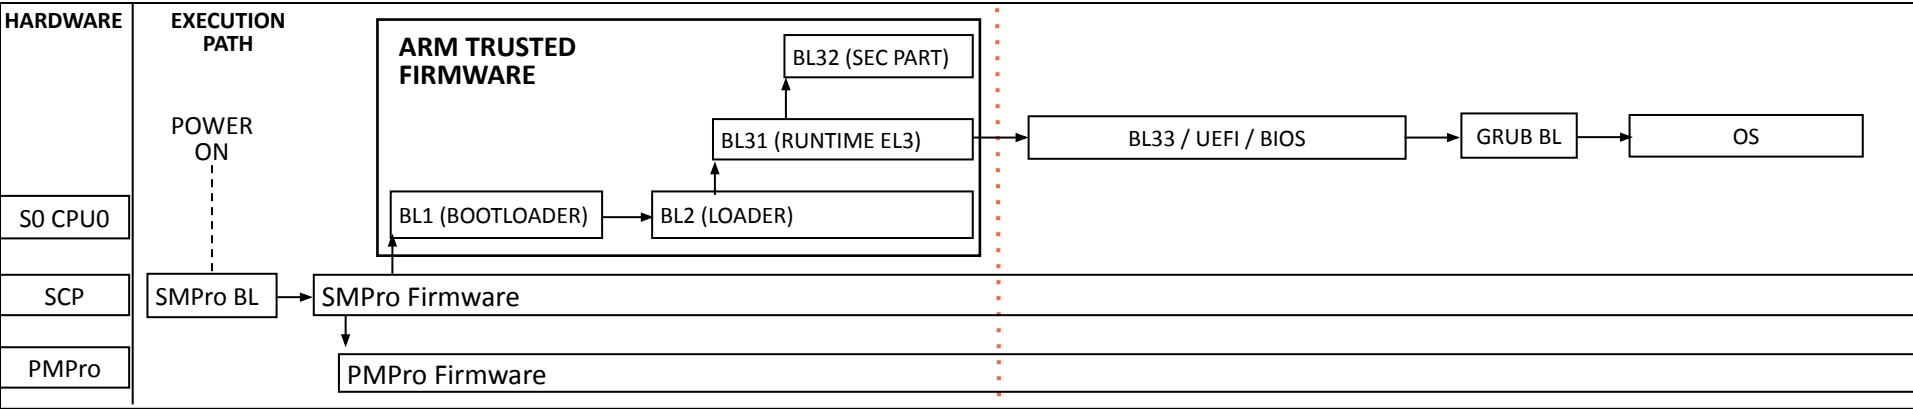 HARDWARE
EXECUTION
PATH
ARM TRUSTED
FIRMWARE
BL32 (SEC PART)
POWER
ON
BL31 (RUNTIME EL3)
BL33 / UEFI / BIOS
GRUB BL
OS
S0 CPU0
BL1 (BOOTLOADER)
BL2 (LOADER)
SCP
SMPro BL
SMPro Firmware
PMPro
PMPro Firmware